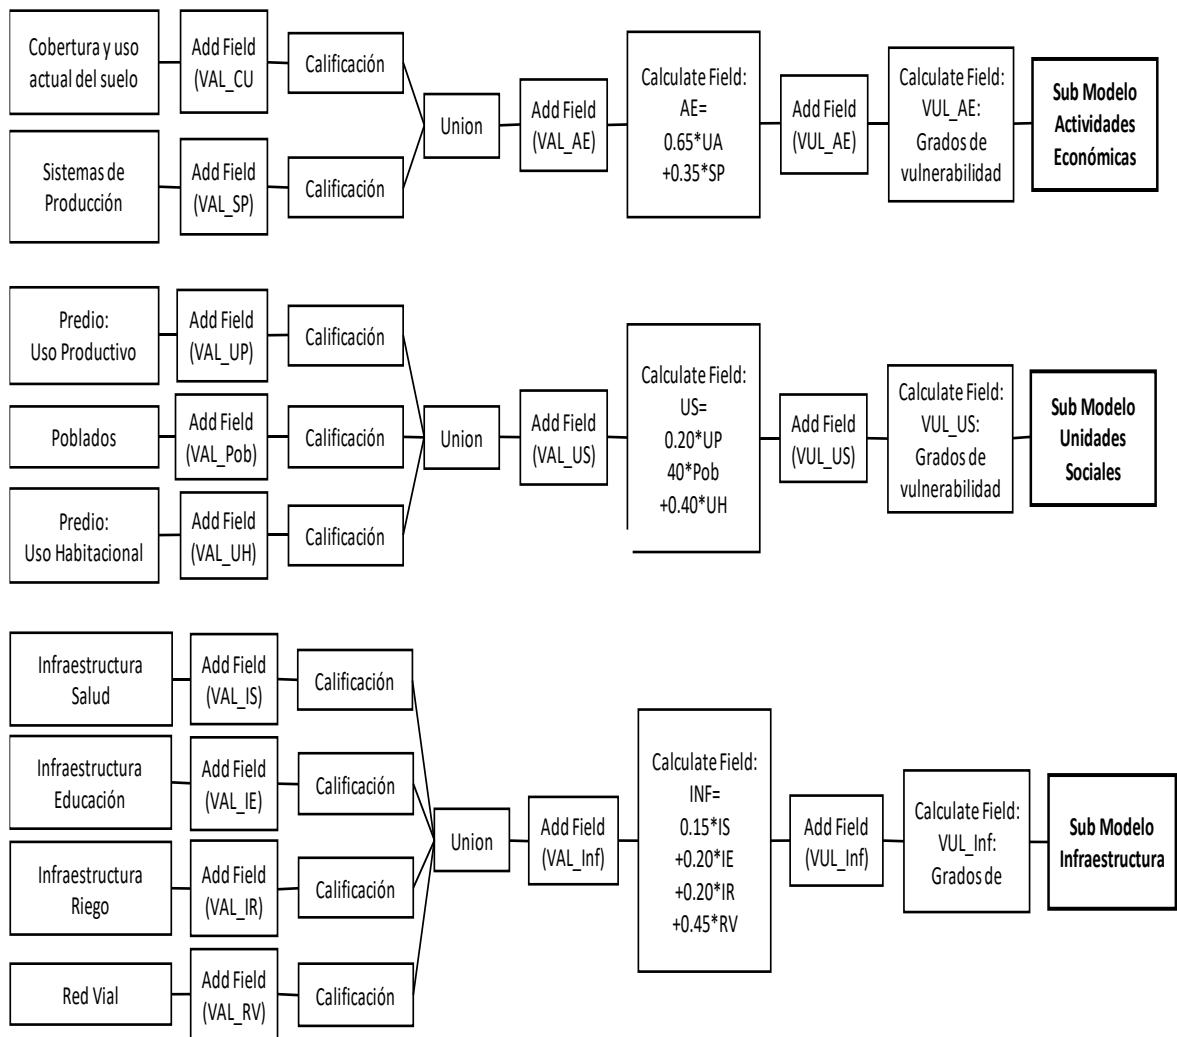 Cobertura y uso
actual del suelo
Add Field
(VAL_CU
Calificación
Sistemas de
Producción
Add Field
(VAL_SP)
Calificación
Union
Add Field
(VAL_AE)
Calculate Field:
AE=
0.65*UA
+0.35*SP
Add Field
(VUL_AE)
Calculate Field:
VUL_AE:
Grados de
vulnerabilidad
Sub Modelo
Actividades
Económicas
Predio:
Uso Productivo
Add Field
(VAL_UP)
Calificación
Poblados
Add Field
(VAL_Pob)
Calificación
Predio:
Uso Habitacional
Add Field
(VAL_UH)
Calificación
Union
Add Field
(VAL_US)
Calculate Field:
US=
0.20*UP
40*Pob
+0.40*UH
Add Field
(VUL_US)
Calculate Field:
VUL_US:
Grados de
vulnerabilidad
Sub Modelo
Unidades
Sociales
Infraestructura
Salud
Add Field
(VAL_IS)
Calificación
Infraestructura
Educación
Add Field
(VAL_IE)
Calificación
Infraestructura
Riego
Add Field
(VAL_IR)
Calificación
Red Vial
Add Field
(VAL_RV)
Calificación
Union
Add Field
(VAL_Inf)
Calculate Field:
INF=
0.15*IS
+0.20*IE
+0.20*IR
+0.45*RV
Add Field
(VUL_Inf)
Calculate Field:
VUL_Inf:
Grados de
Sub Modelo
Infraestructura